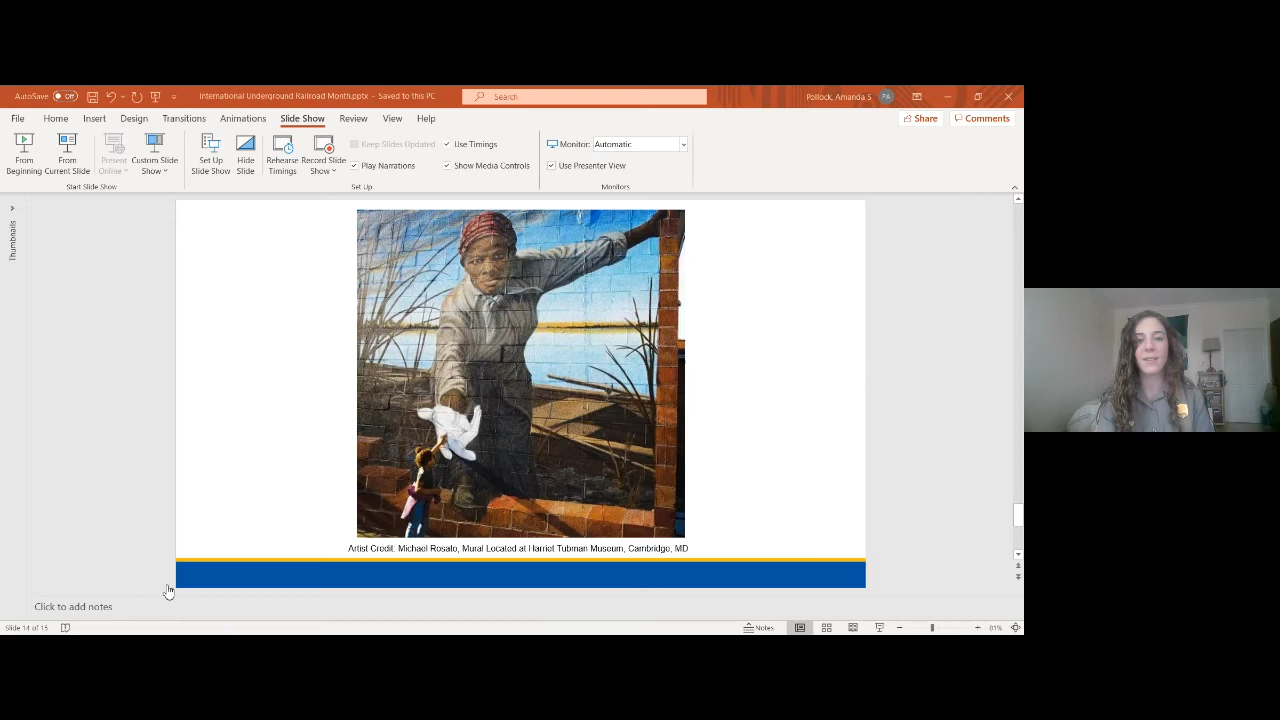 AutoSave Off International Underground Railroad Month.pptx - Saved to this PC Search Pollock, Amanda S. PA
File Home Insert Design Transitions Animations Slide Show Review View Help Share Comments
From Beginning
From Current Slide
Present Online
Custom Slide Show
Set Up Slide Show
Hide Slide
Rehearse Timings
Record Slide Show
Keep Slides Updated
Play Narrations
Use Timings
Show Media Controls
Monitor: Automatic
Use Presenter View
Start Slide Show Set Up Monitors
Thumbnails
Artist Credit: Michael Rosato, Mural Located at Harriet Tubman Museum, Cambridge, MD
Click to add notes
Slide 14 of 15 Notes 81%